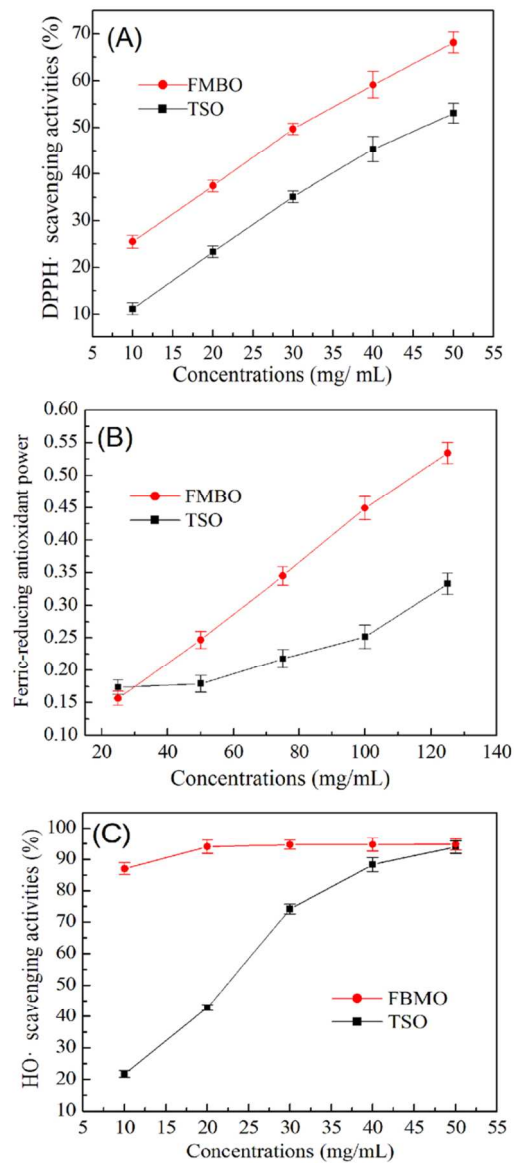 (A)
DPPH· scavenging activities (%)
70
60
50
40
30
20
10
FMBO
TSO
5 10 15 20 25 30 35 40 45 50 55
Concentrations (mg/ mL)
(B)
Ferric-reducing antioxidant power
0.60
0.55
0.50
0.45
0.40
0.35
0.30
0.25
0.20
0.15
0.10
FMBO
TSO
20 40 60 80 100 120 140
Concentrations (mg/mL)
(C)
HO· scavenging activities (%)
100
90
80
70
60
50
40
30
20
10
FBMO
TSO
5 10 15 20 25 30 35 40 45 50 55
Concentrations (mg/mL)